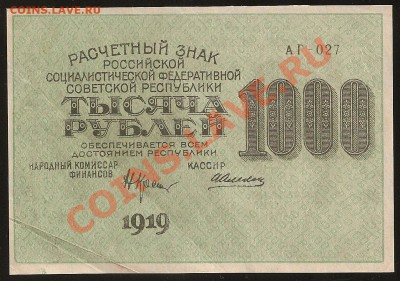 COINS.LAVE.RU
РАСЧЕТНЫЙ ЗНАК
РОССИЙСКОЙ
СОЦИАЛИСТИЧЕСКОЙ ФЕДЕРАТИВНОЙ
СОВЕТСКОЙ РЕСПУБЛИКИ
АГ-027
ТЫСЯЧА
РУБЛЕЙ
1000
ОБЕСПЕЧИВАЕТСЯ ВСЕМ
ДОСТОЯНИЕМ РЕСПУБЛИКИ
НАРОДНЫЙ КОМИССАР
ФИНАНСОВ
КАССИР
1919
COINS.LAVE.RU